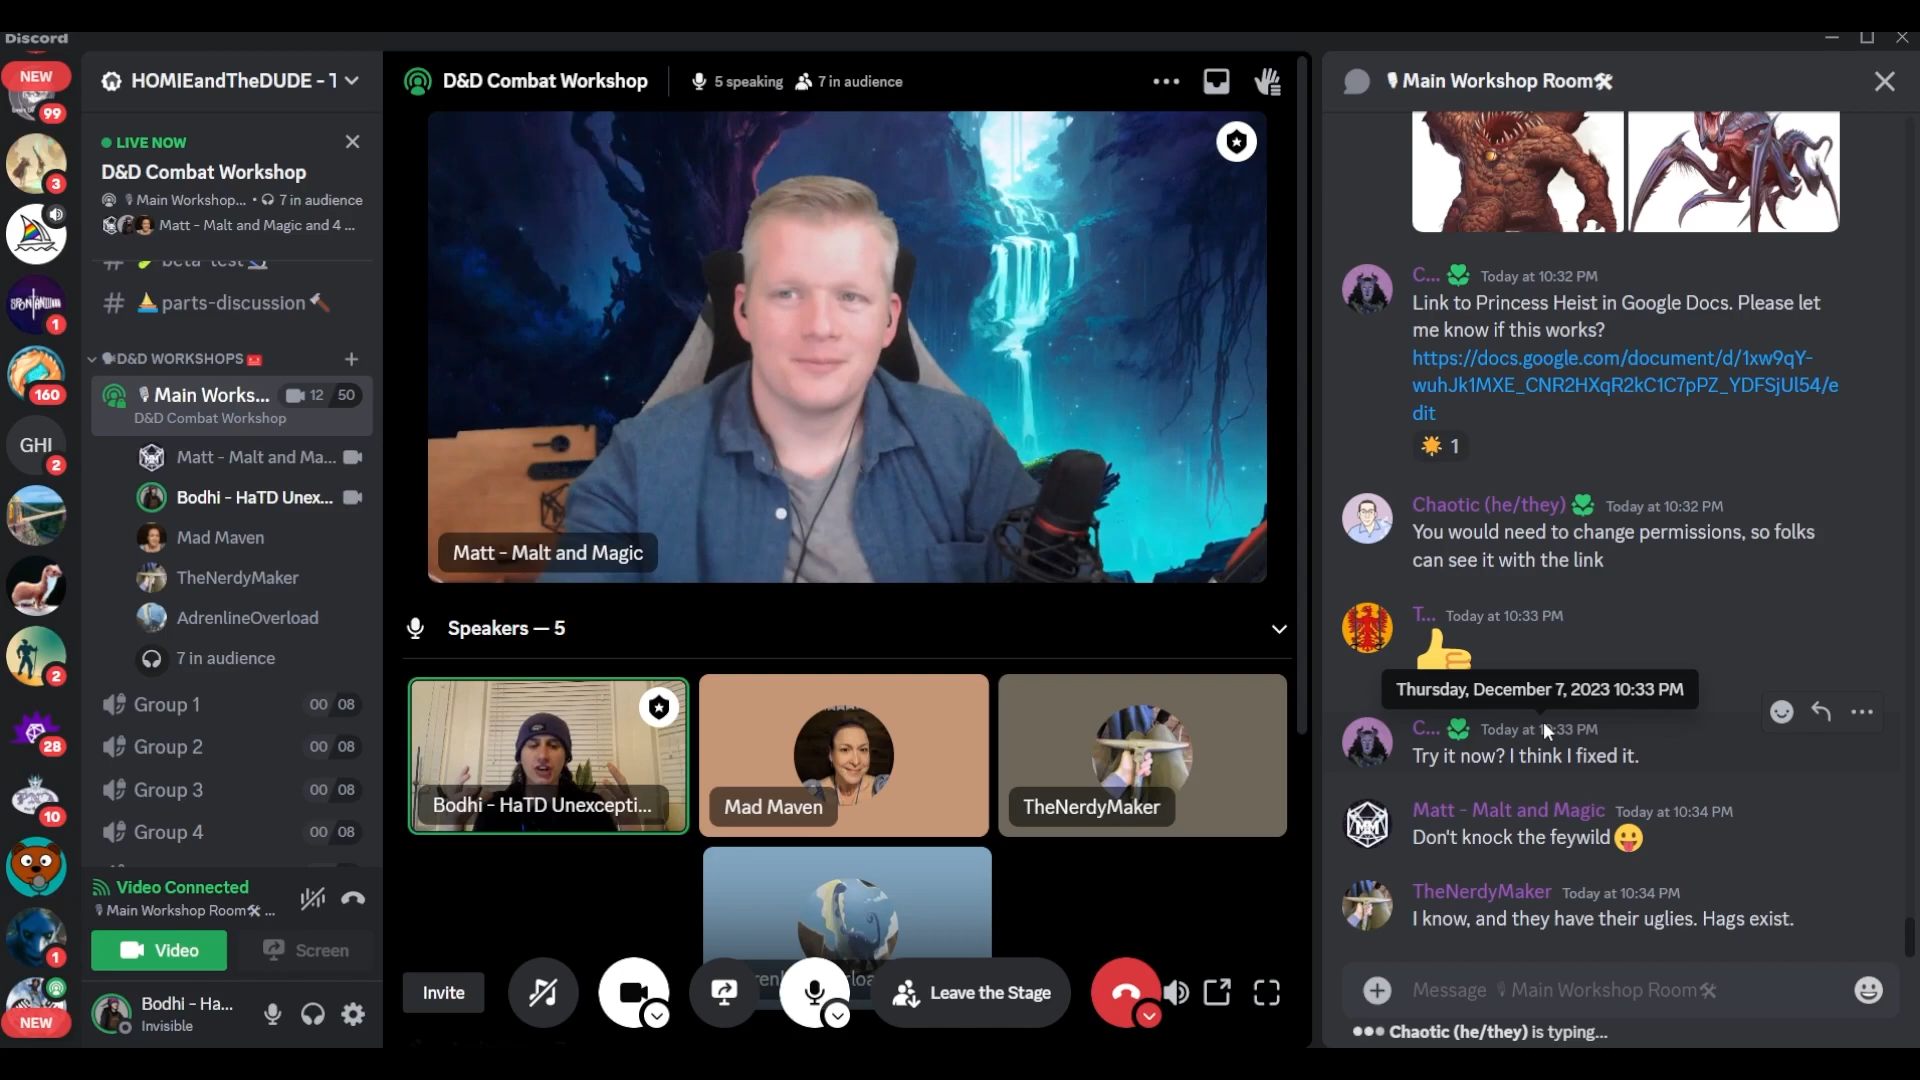 Discord
NEW
99
3
1
160
GHI
2
2
28
10
1
NEW
HOMIEandTheDUDE - T
LIVE NOW
D&D Combat Workshop
🎙Main Workshop... • 7 in audience
Matt - Malt and Magic and 4 ...
# beta-test
# ⛵parts-discussion🔨
D&D WORKSHOPS
🎙Main Works... 12 50
D&D Combat Workshop
Matt - Malt and Ma...
Bodhi - HaTD Unex...
Mad Maven
TheNerdyMaker
AdrenlineOverload
7 in audience
Group 1 00 08
Group 2 00 08
Group 3 00 08
Group 4 00 08
Video Connected
🎙Main Workshop Room🛠 ...
Video
Screen
Bodhi - Ha...
Invisible
D&D Combat Workshop
5 speaking 7 in audience
Matt - Malt and Magic
Speakers — 5
Bodhi - HaTD Unexcepti...
Mad Maven
TheNerdyMaker
Invite
Leave the Stage
🎙Main Workshop Room🛠
C... Today at 10:32 PM
Link to Princess Heist in Google Docs. Please let
me know if this works?
https://docs.google.com/document/d/1xw9qY-
wuhJk1MXE_CNR2HXqR2kC1C7pPZ_YDFSjUl54/e
dit
1
Chaotic (he/they) Today at 10:32 PM
You would need to change permissions, so folks
can see it with the link
T... Today at 10:33 PM
👍
Thursday, December 7, 2023 10:33 PM
C... Today at 10:33 PM
Try it now? I think I fixed it.
Matt - Malt and Magic Today at 10:34 PM
Don't knock the feywild😛
TheNerdyMaker Today at 10:34 PM
I know, and they have their uglies. Hags exist.
Message 🎙Main Workshop Room🛠
Chaotic (he/they) is typing...